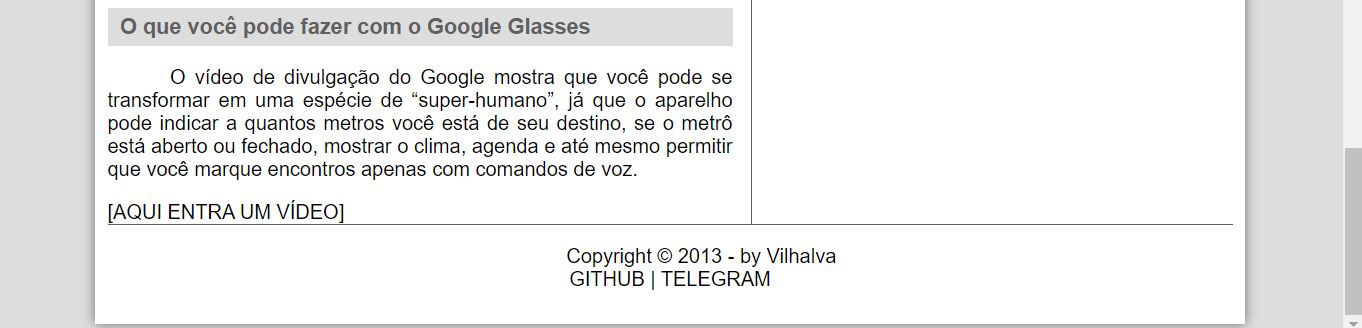 O que você pode fazer com o Google Glasses
O vídeo de divulgação do Google mostra que você pode se
transformar em uma espécie de “super-humano”, já que o aparelho
pode indicar a quantos metros você está de seu destino, se o metrô
está aberto ou fechado, mostrar o clima, agenda e até mesmo permitir
que você marque encontros apenas com comandos de voz.
[AQUI ENTRA UM VÍDEO]
Copyright © 2013 - by Vilhalva
GITHUB | TELEGRAM